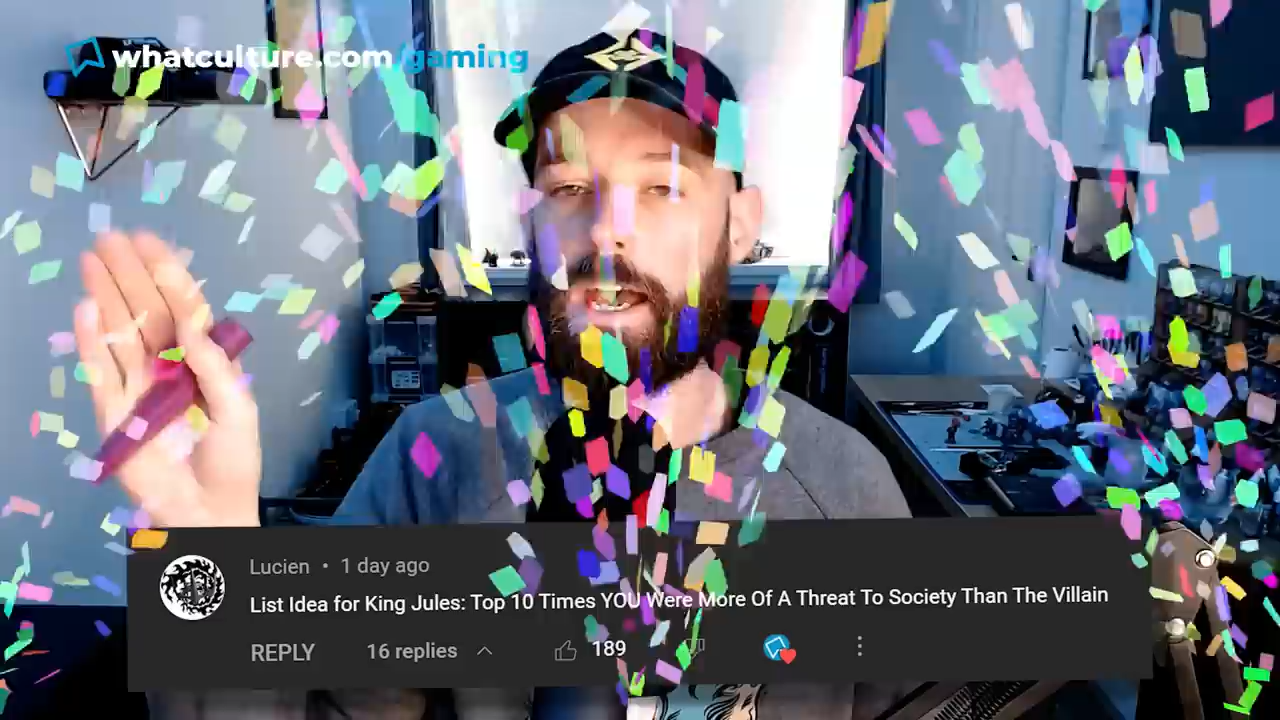 whatculture.com/gaming
Lucien • 1 day ago
List Idea for King Jules: Top 10 Times YOU Were More Of A Threat To Society Than The Villain
REPLY 16 replies 189